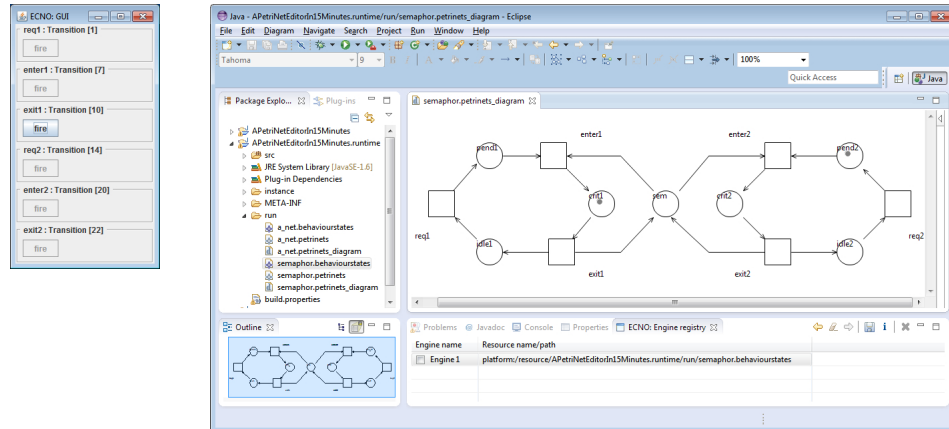 ECNO: GUI
req1 : Transition [1]
fire
enter1 : Transition [7]
fire
exit1 : Transition [10]
fire
req2 : Transition [14]
fire
enter2 : Transition [20]
fire
exit2 : Transition [22]
fire
Java - APetriNetEditorIn15Minutes.runtime/run/semaphor.petrinets_diagram - Eclipse
File Edit Diagram Navigate Search Project Run Window Help
Tahoma 9 B I A 100%
Quick Access Java
Package Explo... Plug-ins
APetriNetEditorIn15Minutes
APetriNetEditorIn15Minutes.runtime
src
JRE System Library [JavaSE-1.6]
Plug-in Dependencies
instance
META-INF
run
a_net.behaviourstates
a_net.petrinets
a_net.petrinets_diagram
semaphor.behaviourstates
semaphor.petrinets
semaphor.petrinets_diagram
build.properties
semaphor.petrinets_diagram
enter1 enter2
pend1 pend2
crit1 sem crit2
req1 idle1 idle2 req2
exit1 exit2
Outline
Problems Javadoc Console Properties ECNO: Engine registry
Engine name Resource name/path
Engine 1 platform:/resource/APetriNetEditorIn15Minutes.runtime/run/semaphor.behaviourstates